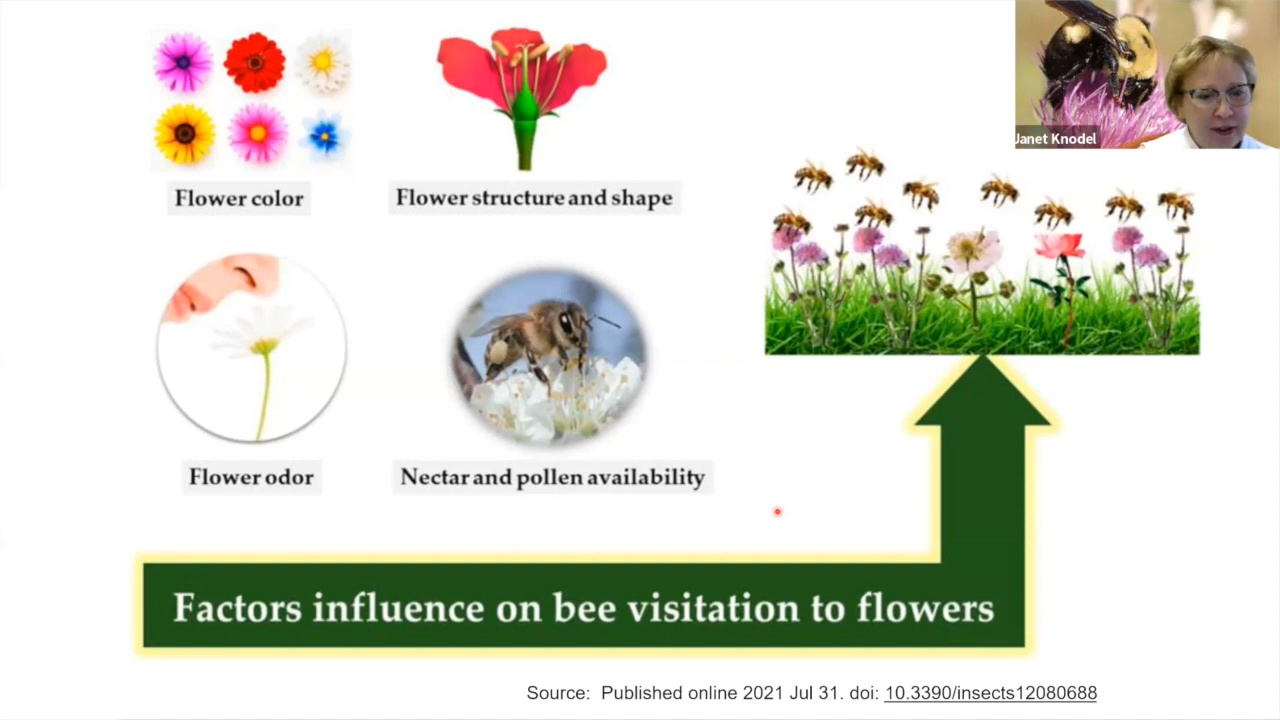 Janet Knodel
Flower color
Flower structure and shape
Flower odor
Nectar and pollen availability
Factors influence on bee visitation to flowers
Source: Published online 2021 Jul 31. doi: 10.3390/insects12080688